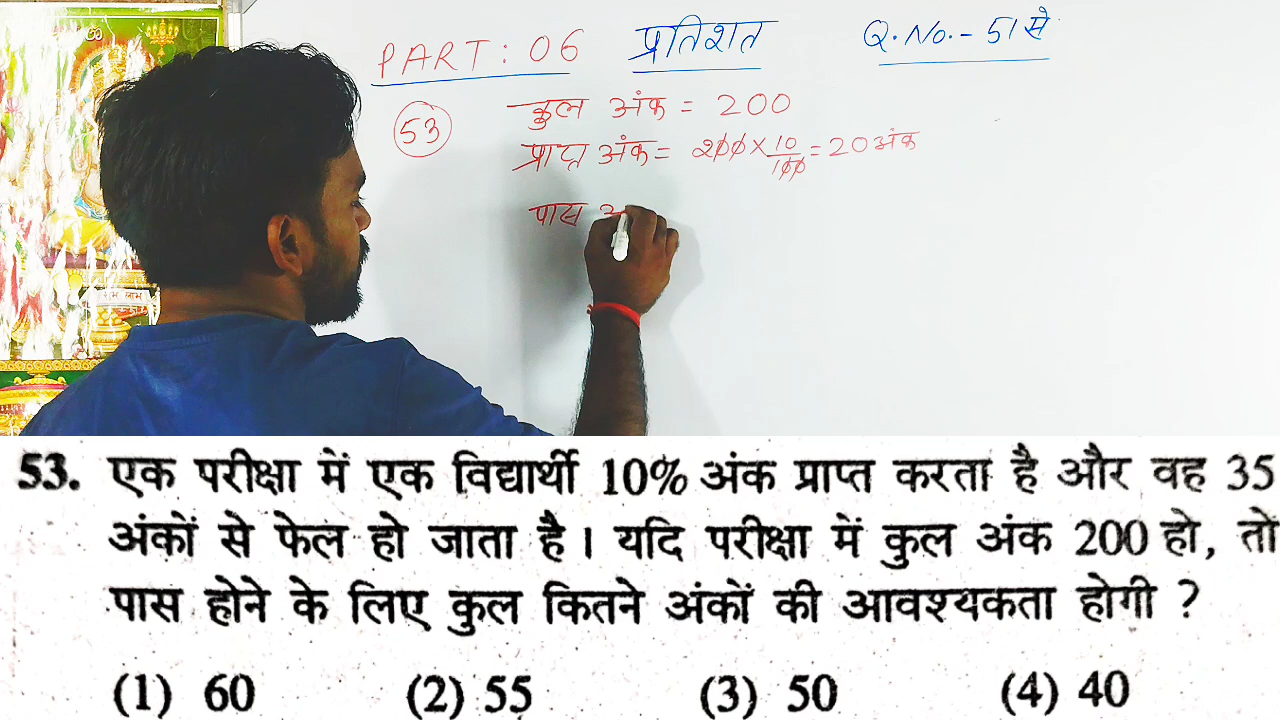 PART : 06 प्रतिशत Q. No. - 51 से
53 कुल अंक = 200
प्राप्त अंक = 200 × 10/100 = 20 अंक
पास अ
53. एक परीक्षा में एक विद्यार्थी 10% अंक प्राप्त करता है और वह 35
अंकों से फेल हो जाता है । यदि परीक्षा में कुल अंक 200 हो, तो
पास होने के लिए कुल कितने अंकों की आवश्यकता होगी ?
(1) 60 (2) 55 (3) 50 (4) 40